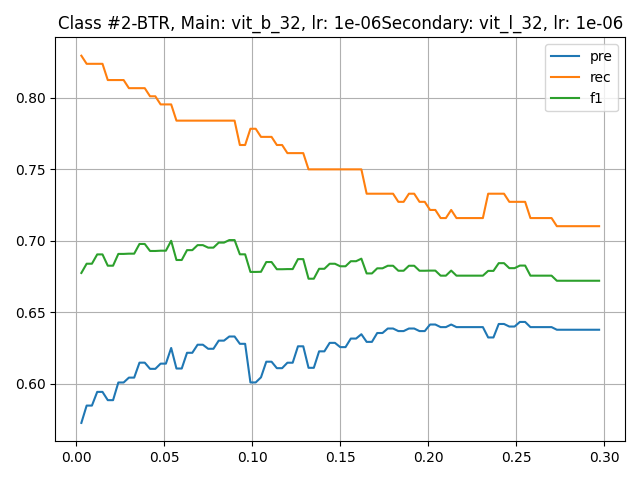 Class #2-BTR, Main: vit_b_32, lr: 1e-06Secondary: vit_l_32, lr: 1e-06
pre
rec
f1
0.80
0.75
0.70
0.65
0.60
0.00 0.05 0.10 0.15 0.20 0.25 0.30